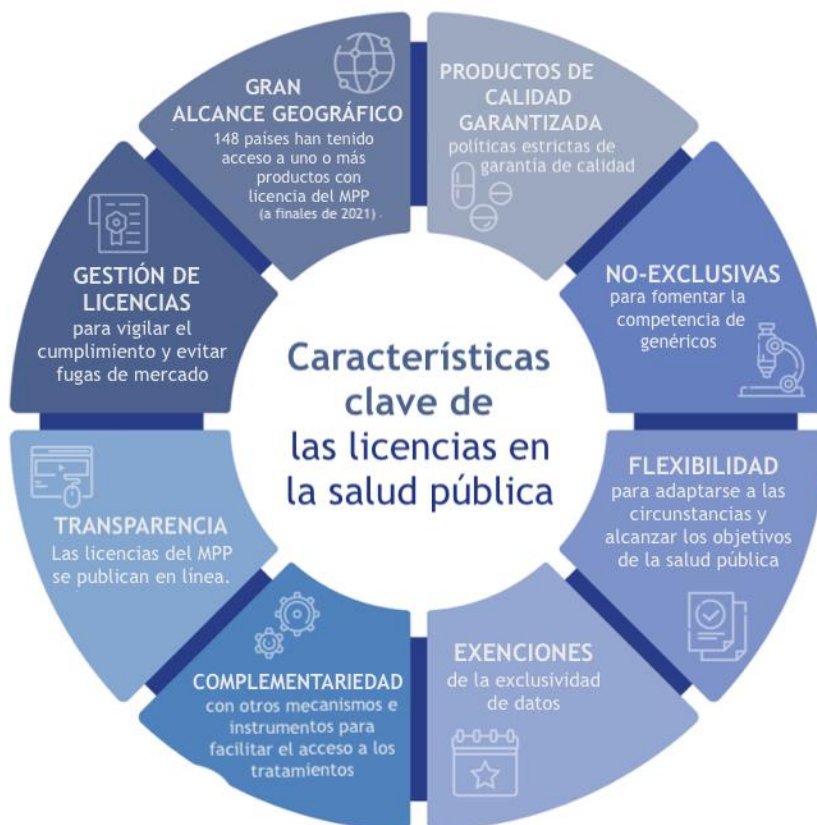 GRAN
ALCANCE GEOGRÁFICO
148 países han tenido
acceso a uno o más
productos con
licencia del MPP
(a finales de 2021)
PRODUCTOS DE
CALIDAD
GARANTIZADA
políticas estrictas de
garantía de calidad
NO-EXCLUSIVAS
para fomentar la
competencia de
genéricos
FLEXIBILIDAD
para adaptarse a las
circunstancias y
alcanzar los objetivos
de la salud pública
EXENCIONES
de la exclusividad
de datos
COMPLEMENTARIEDAD
con otros mecanismos e
instrumentos para
facilitar el acceso a los
tratamientos
TRANSPARENCIA
Las licencias del MPP
se publican en línea.
GESTIÓN DE
LICENCIAS
para vigilar el
cumplimiento y evitar
fugas de mercado
Características
clave de
las licencias en
la salud pública